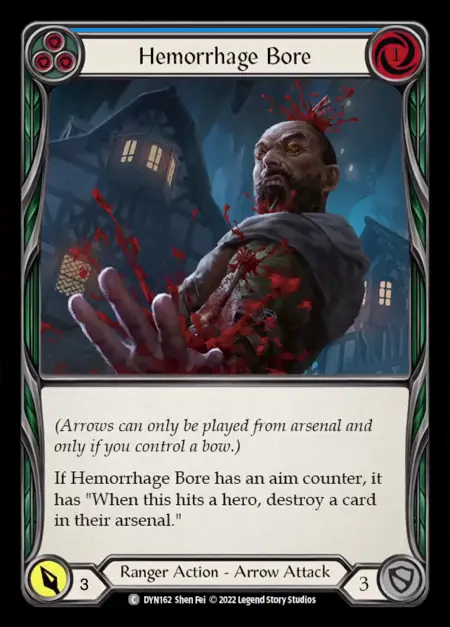 Hemorrhage Bore
1
(Arrows can only be played from arsenal and
only if you control a bow.)
If Hemorrhage Bore has an aim counter, it
has "When this hits a hero, destroy a card
in their arsenal."
3
Ranger Action - Arrow Attack
3
C DYN162 Shen Fei © 2022 Legend Story Studios